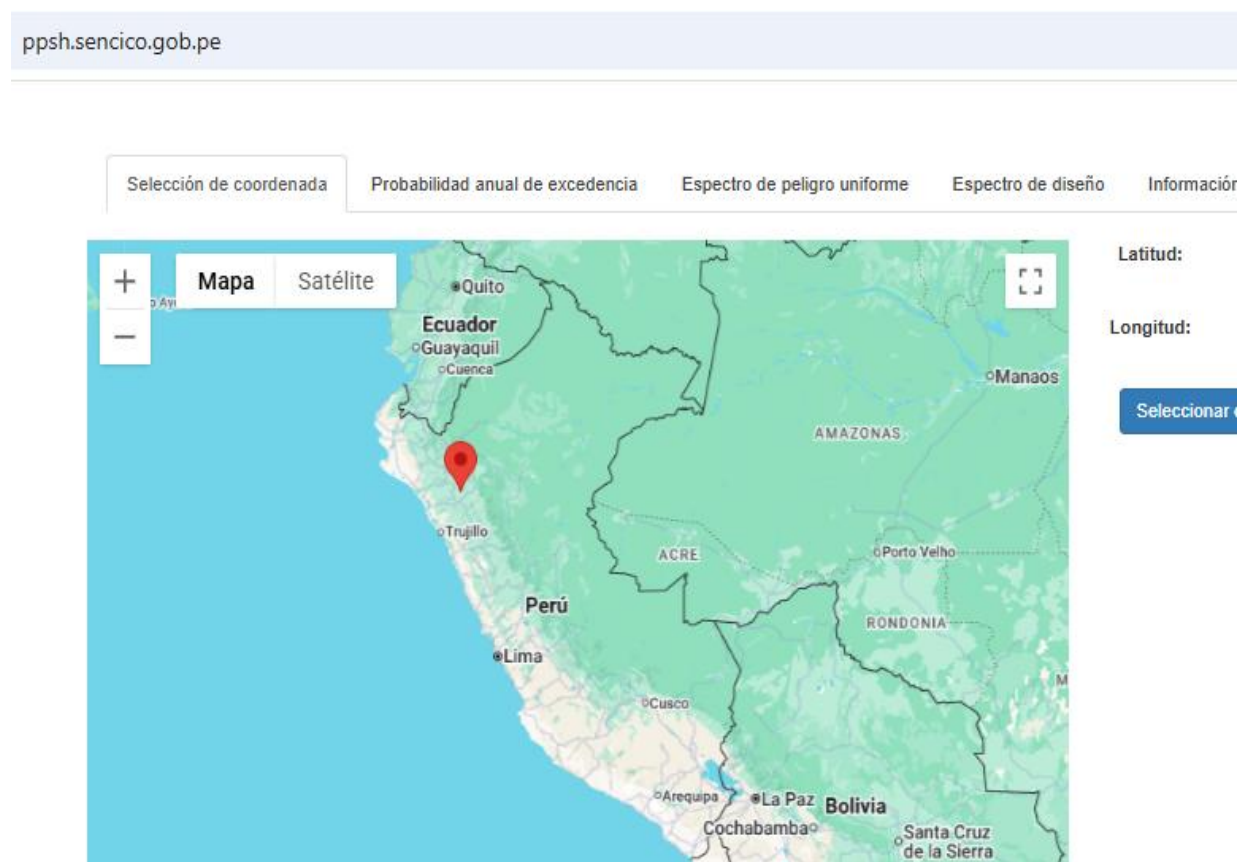 ppsh.sencico.gob.pe
Selección de coordenada Probabilidad anual de excedencia Espectro de peligro uniforme Espectro de diseño Información
Latitud:
Longitud:
Seleccionar
+
−
Mapa Satélite
Quito
Ecuador
Guayaquil
Cuenca
Manaos
AMAZONAS
Trujillo
ACRE
Porto Velho
Perú
RONDONIA
Lima
Cusco
Arequipa
La Paz
Bolivia
Cochabamba
Santa Cruz
de la Sierra